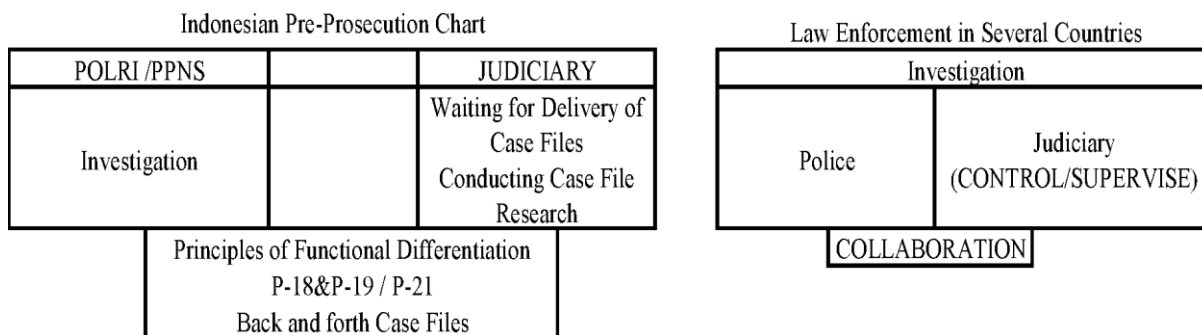 Indonesian Pre-Prosecution Chart
POLRI /PPNS
JUDICIARY
Investigation
Waiting for Delivery of
Case Files
Conducting Case File
Research
Principles of Functional Differentiation
P-18&P-19 / P-21
Back and forth Case Files
Law Enforcement in Several Countries
Investigation
Police
Judiciary
(CONTROL/SUPERVISE)
COLLABORATION